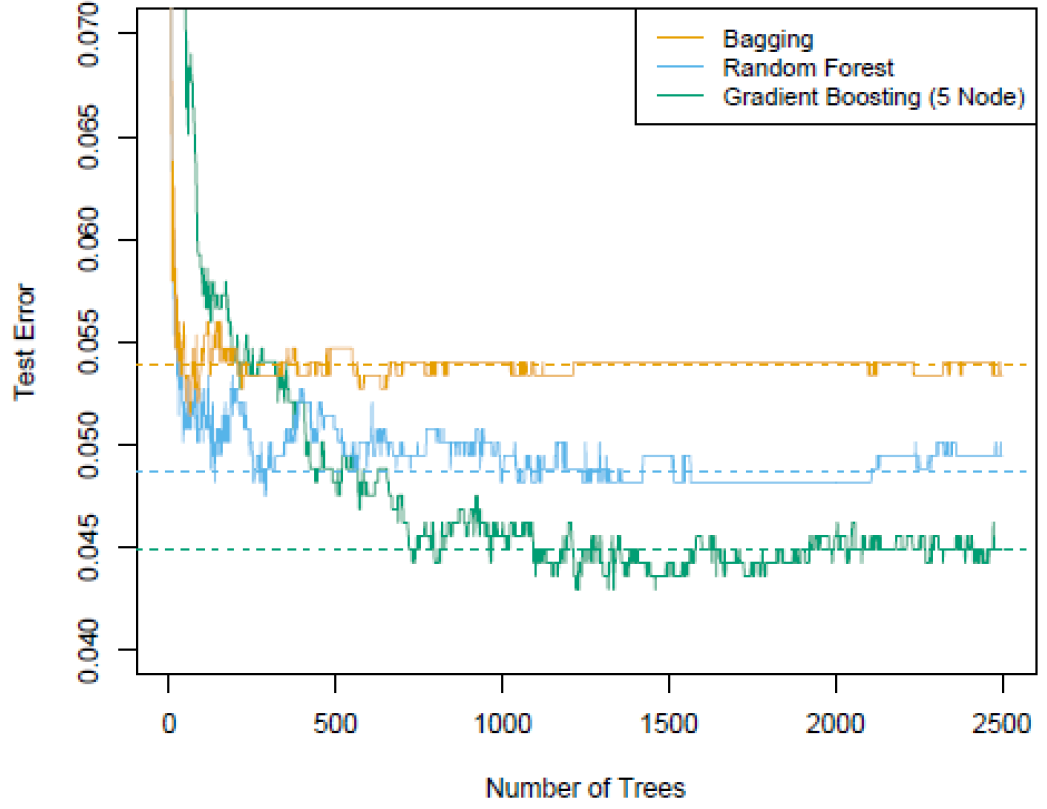 Bagging
Random Forest
Gradient Boosting (5 Node)
0.070
0.065
0.060
0.055
0.050
0.045
0.040
Test Error
0 500 1000 1500 2000 2500
Number of Trees